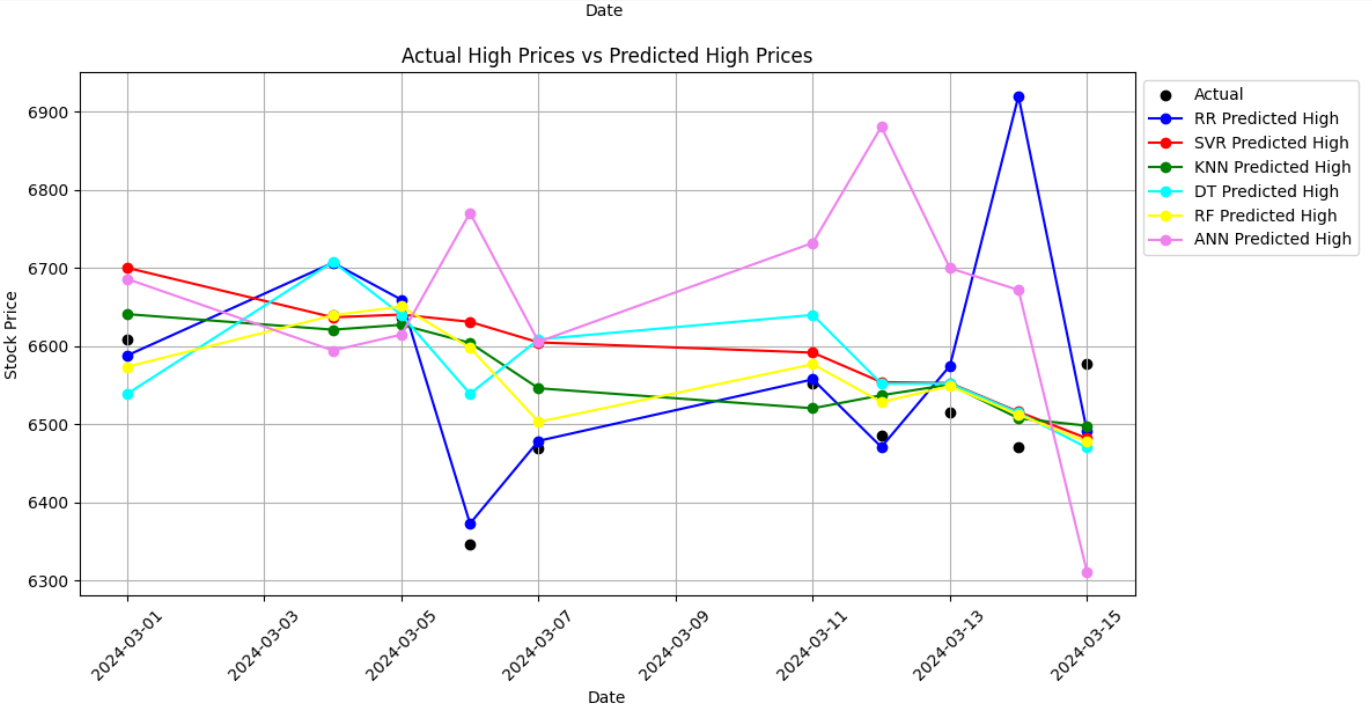 Date
Actual High Prices vs Predicted High Prices
Stock Price
6900
6800
6700
6600
6500
6400
6300
2024-03-01
2024-03-03
2024-03-05
2024-03-07
2024-03-09
2024-03-11
2024-03-13
2024-03-15
Date
Actual
RR Predicted High
SVR Predicted High
KNN Predicted High
DT Predicted High
RF Predicted High
ANN Predicted High